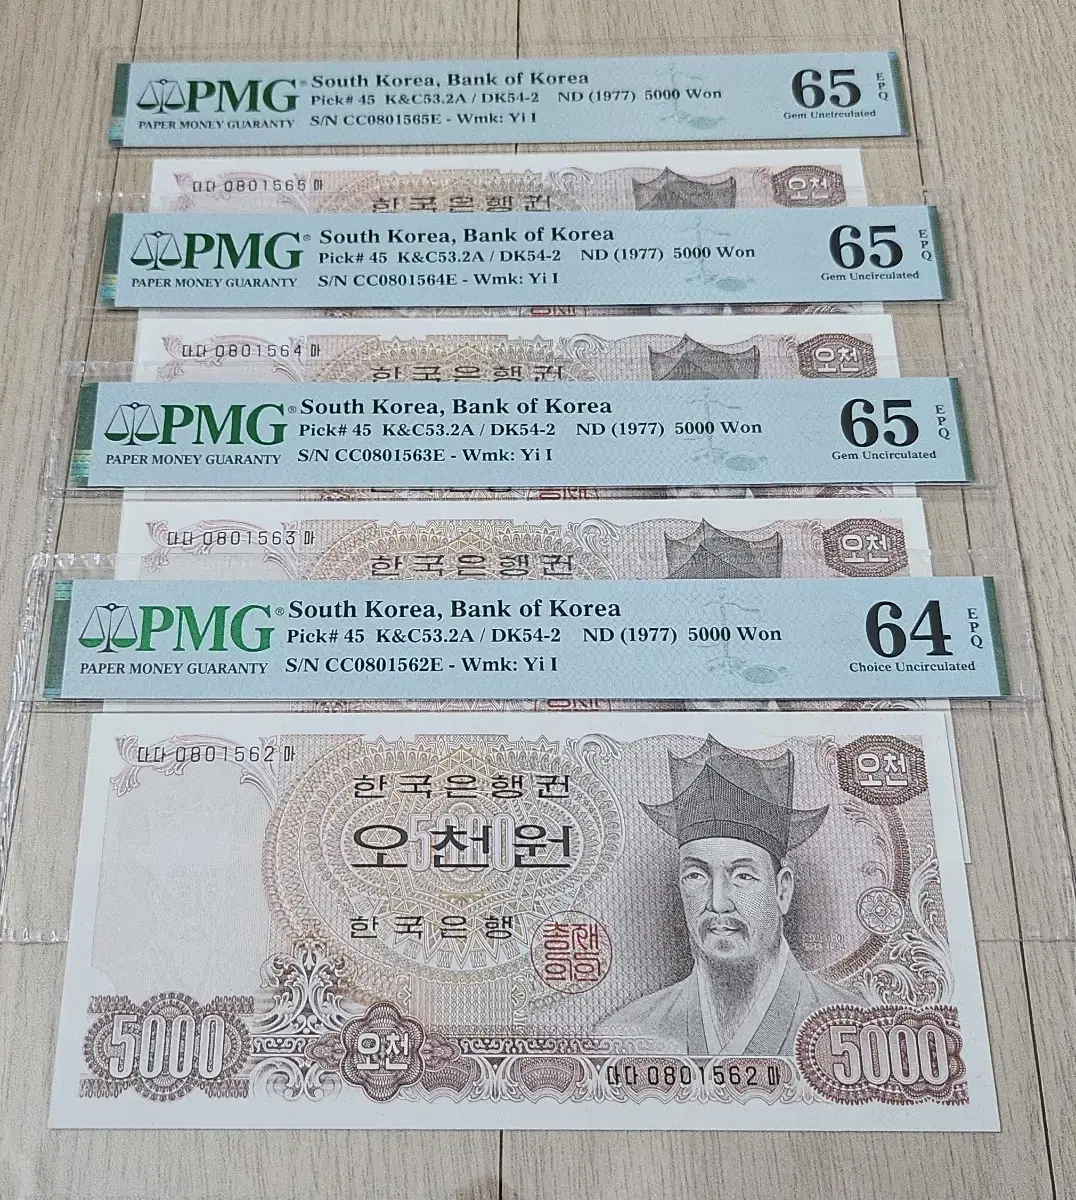 PMG® South Korea, Bank of Korea
Pick# 45 K&C53.2A / DK54-2 ND (1977) 5000 Won
PAPER MONEY GUARANTY S/N CC0801565E - Wmk: Yi I
65 EPQ
Gem Uncirculated
다다 0801565 마
한국은행권
오천
PMG® South Korea, Bank of Korea
Pick# 45 K&C53.2A / DK54-2 ND (1977) 5000 Won
PAPER MONEY GUARANTY S/N CC0801564E - Wmk: Yi I
65 EPQ
Gem Uncirculated
다다 0801564 마
한국은행권
오천
PMG® South Korea, Bank of Korea
Pick# 45 K&C53.2A / DK54-2 ND (1977) 5000 Won
PAPER MONEY GUARANTY S/N CC0801563E - Wmk: Yi I
65 EPQ
Gem Uncirculated
다다 0801563 마
한국은행권
오천
PMG® South Korea, Bank of Korea
Pick# 45 K&C53.2A / DK54-2 ND (1977) 5000 Won
PAPER MONEY GUARANTY S/N CC0801562E - Wmk: Yi I
64 EPQ
Choice Uncirculated
다다 0801562 마
한국은행권
오천
5000
오천원
한국은행
총재의인
5000
오천
다다 0801562 마
5000